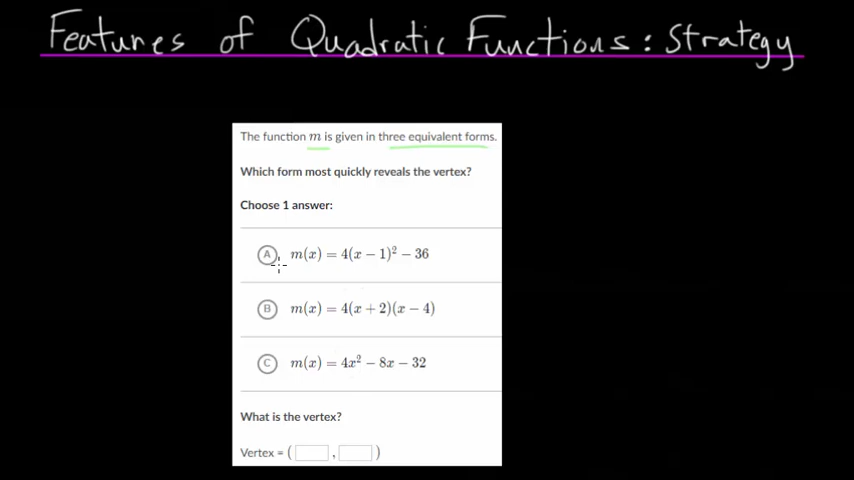 Features of Quadratic Functions: Strategy
The function m is given in three equivalent forms.
Which form most quickly reveals the vertex?
Choose 1 answer:
A m(x) = 4(x − 1)² − 36
B m(x) = 4(x + 2)(x − 4)
C m(x) = 4x² − 8x − 32
What is the vertex?
Vertex = ( , )